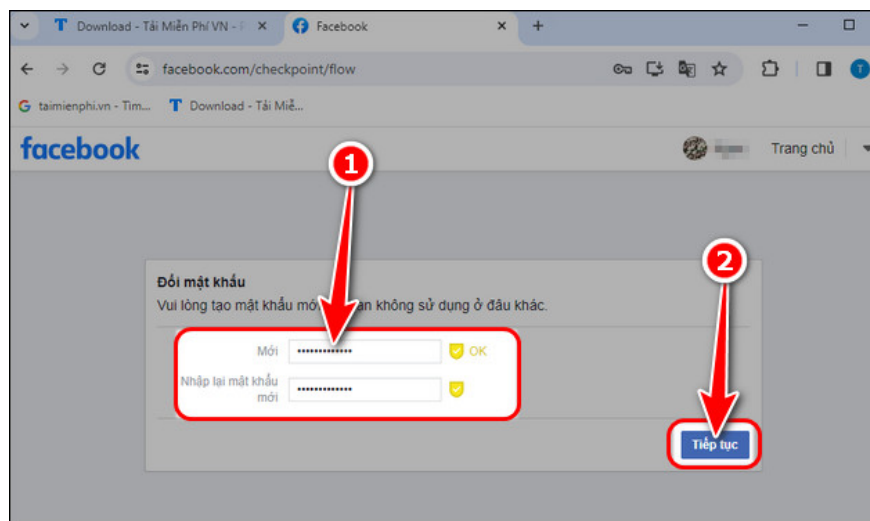 Download - Tải Miễn Phí VN - P
Facebook
facebook.com/checkpoint/flow
taimienphi.vn - Tìm...
Download - Tải Miễ...
facebook
Trang chủ
1
2
Đổi mật khẩu
Vui lòng tạo mật khẩu mới không sử dụng ở đâu khác.
Mới
OK
Nhập lại mật khẩu
mới
Tiếp tục